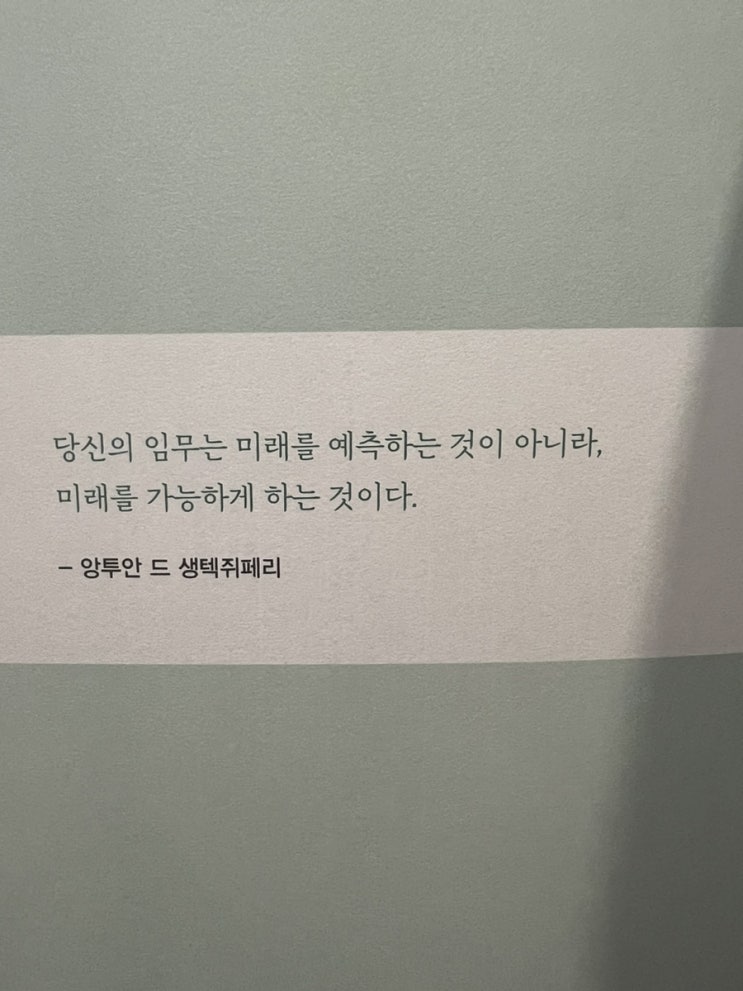 당신의 임무는 미래를 예측하는 것이 아니라,
미래를 가능하게 하는 것이다.
– 앙투안 드 생텍쥐페리